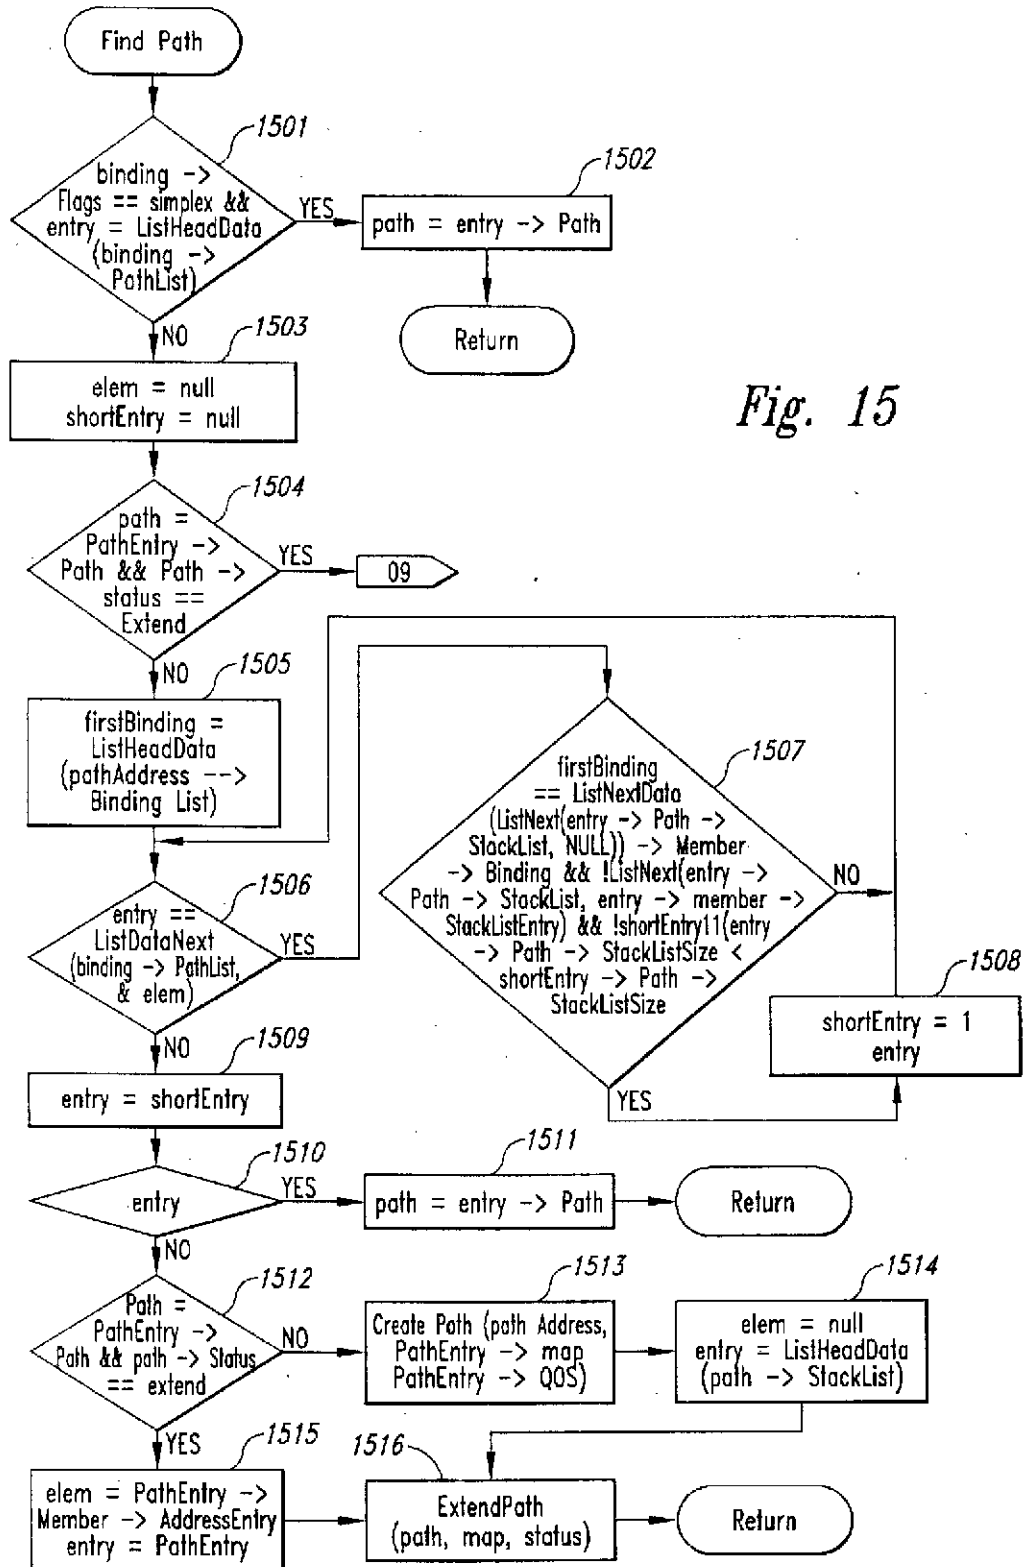 Find Path
1501
binding ->
Flags == simplex &&
entry = ListHeadData
(binding ->
PathList)
YES
1502
path = entry -> Path
Return
NO
1503
elem = null
shortEntry = null
Fig. 15
1504
path =
PathEntry ->
Path && Path ->
status ==
Extend
YES
09
NO
1505
firstBinding =
ListHeadData
(pathAddress -->
Binding List)
1506
entry ==
ListDataNext
(binding -> PathList,
& elem)
YES
1507
firstBinding
== ListNextData
(ListNext(entry -> Path ->
StackList, NULL)) -> Member
-> Binding && !ListNext(entry ->
Path -> StackList, entry -> member ->
StackListEntry) && !shortEntry11(entry
-> Path -> StackListSize <
shortEntry -> Path ->
StackListSize
NO
YES
1508
shortEntry = 1
entry
NO
1509
entry = shortEntry
1510
entry
YES
1511
path = entry -> Path
Return
NO
1512
Path =
PathEntry ->
Path && path -> Status
== extend
NO
1513
Create Path (path Address,
PathEntry -> map
PathEntry -> QOS)
1514
elem = null
entry = ListHeadData
(path -> StackList)
YES
1515
elem = PathEntry ->
Member -> AddressEntry
entry = PathEntry
1516
ExtendPath
(path, map, status)
Return